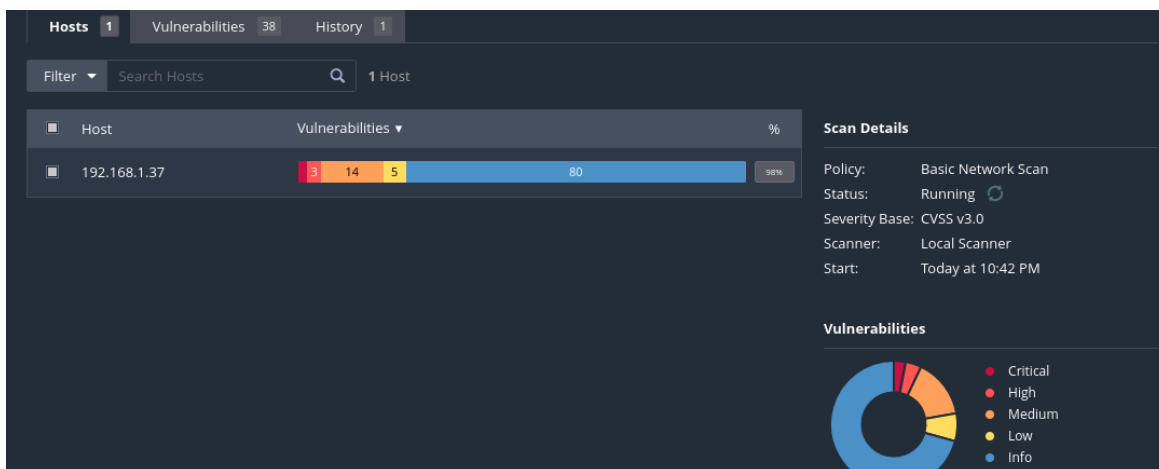 Hosts 1 Vulnerabilities 38 History 1
Filter Search Hosts 1 Host
Host Vulnerabilities %
192.168.1.37 3 14 5 80 98%
Scan Details
Policy: Basic Network Scan
Status: Running
Severity Base: CVSS v3.0
Scanner: Local Scanner
Start: Today at 10:42 PM
Vulnerabilities
Critical
High
Medium
Low
Info